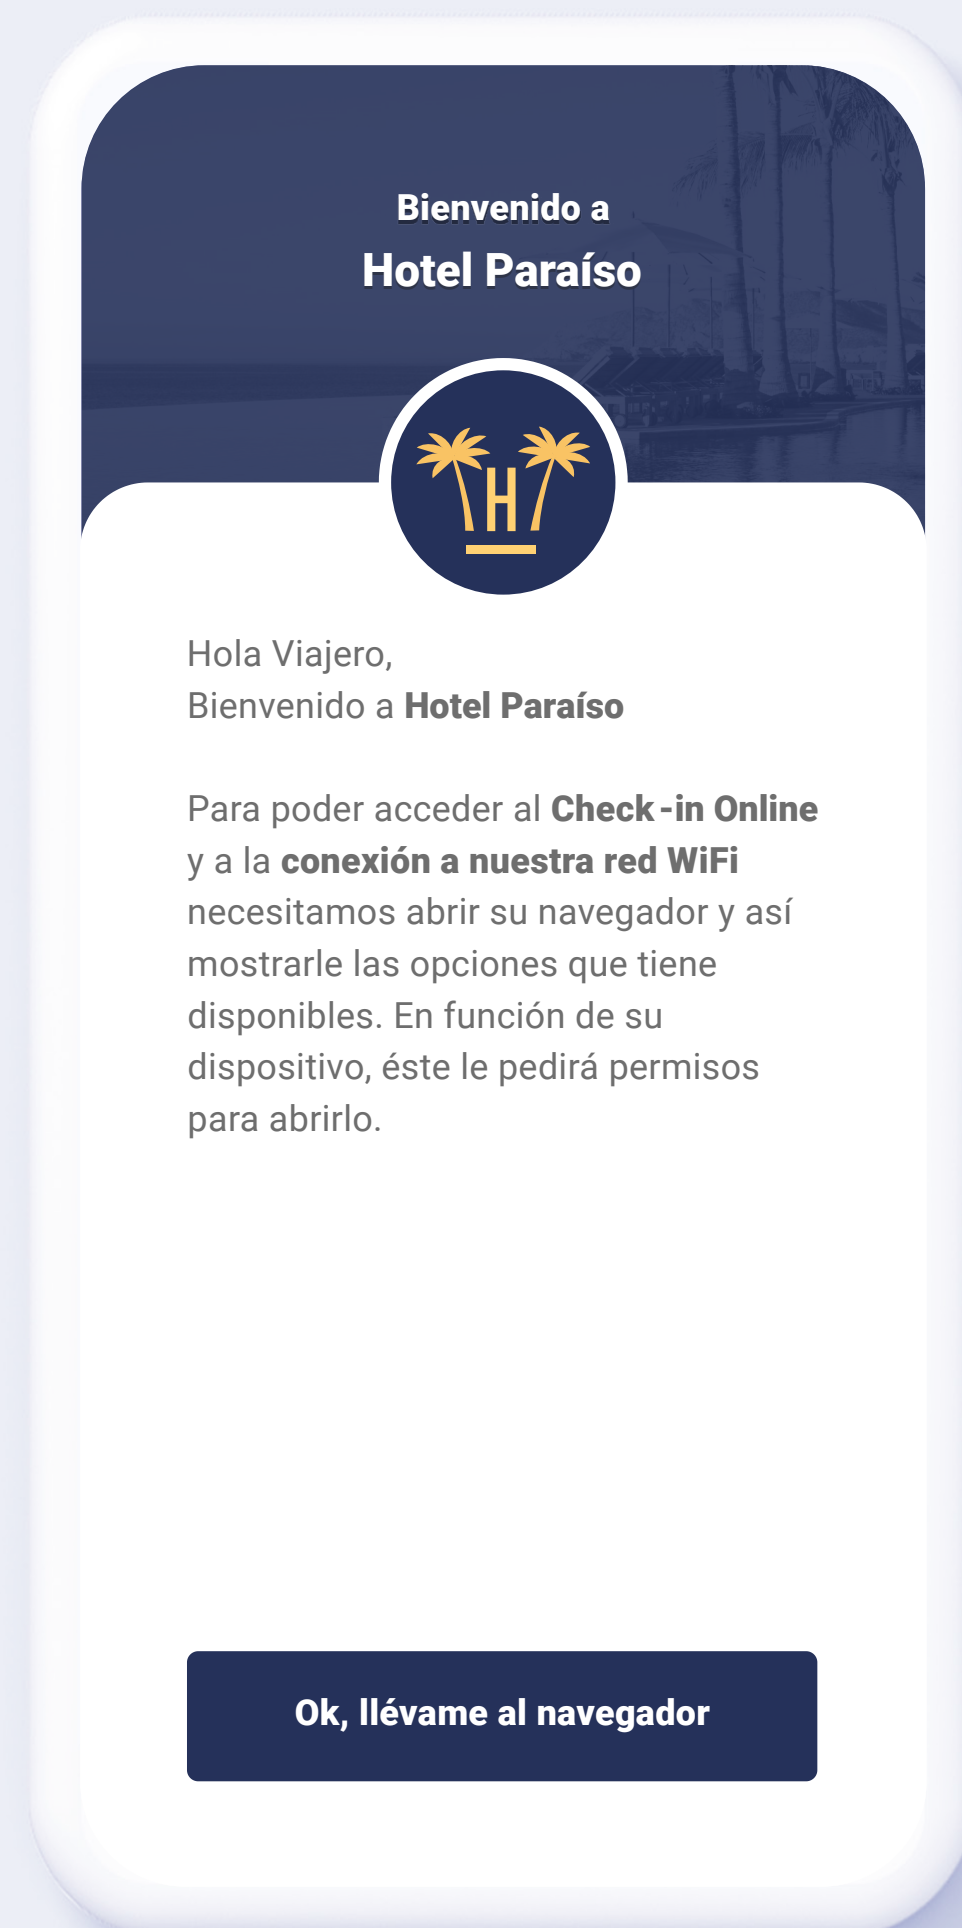 Bienvenido a
Hotel Paraíso
H
Hola Viajero,
Bienvenido a Hotel Paraíso
Para poder acceder al Check-in Online
y a la conexión a nuestra red WiFi
necesitamos abrir su navegador y así
mostrarle las opciones que tiene
disponibles. En función de su
dispositivo, éste le pedirá permisos
para abrirlo.
Ok, llévame al navegador